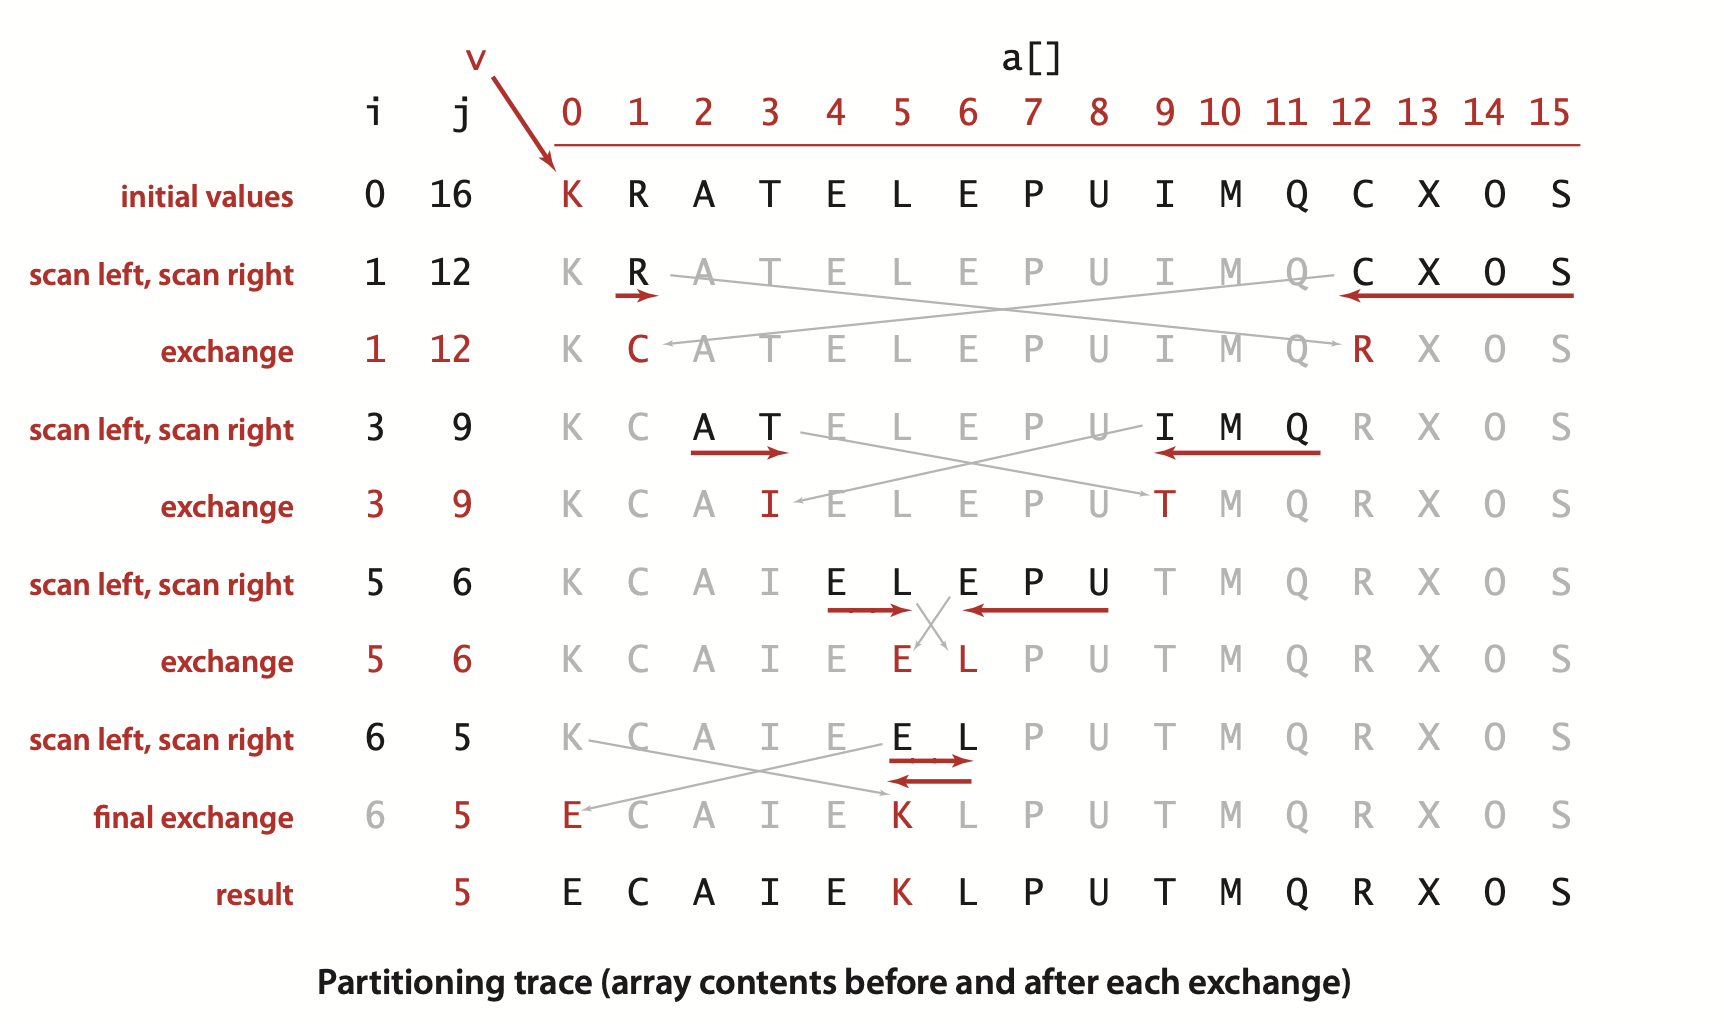 v a[]
i j 0 1 2 3 4 5 6 7 8 9 10 11 12 13 14 15
initial values 0 16 K R A T E L E P U I M Q C X O S
scan left, scan right 1 12 K R A T E L E P U I M Q C X O S
exchange 1 12 K C A T E L E P U I M Q R X O S
scan left, scan right 3 9 K C A T E L E P U I M Q R X O S
exchange 3 9 K C A I E L E P U T M Q R X O S
scan left, scan right 5 6 K C A I E L E P U T M Q R X O S
exchange 5 6 K C A I E E L P U T M Q R X O S
scan left, scan right 6 5 K C A I E E L P U T M Q R X O S
final exchange 6 5 E C A I E K L P U T M Q R X O S
result 5 E C A I E K L P U T M Q R X O S
Partitioning trace (array contents before and after each exchange)